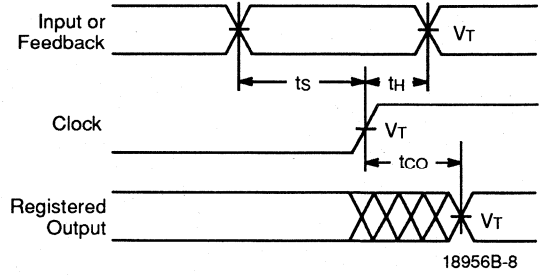 Input or
Feedback
VT
tS
tH
Clock
VT
tCO
Registered
Output
VT
18956B-8